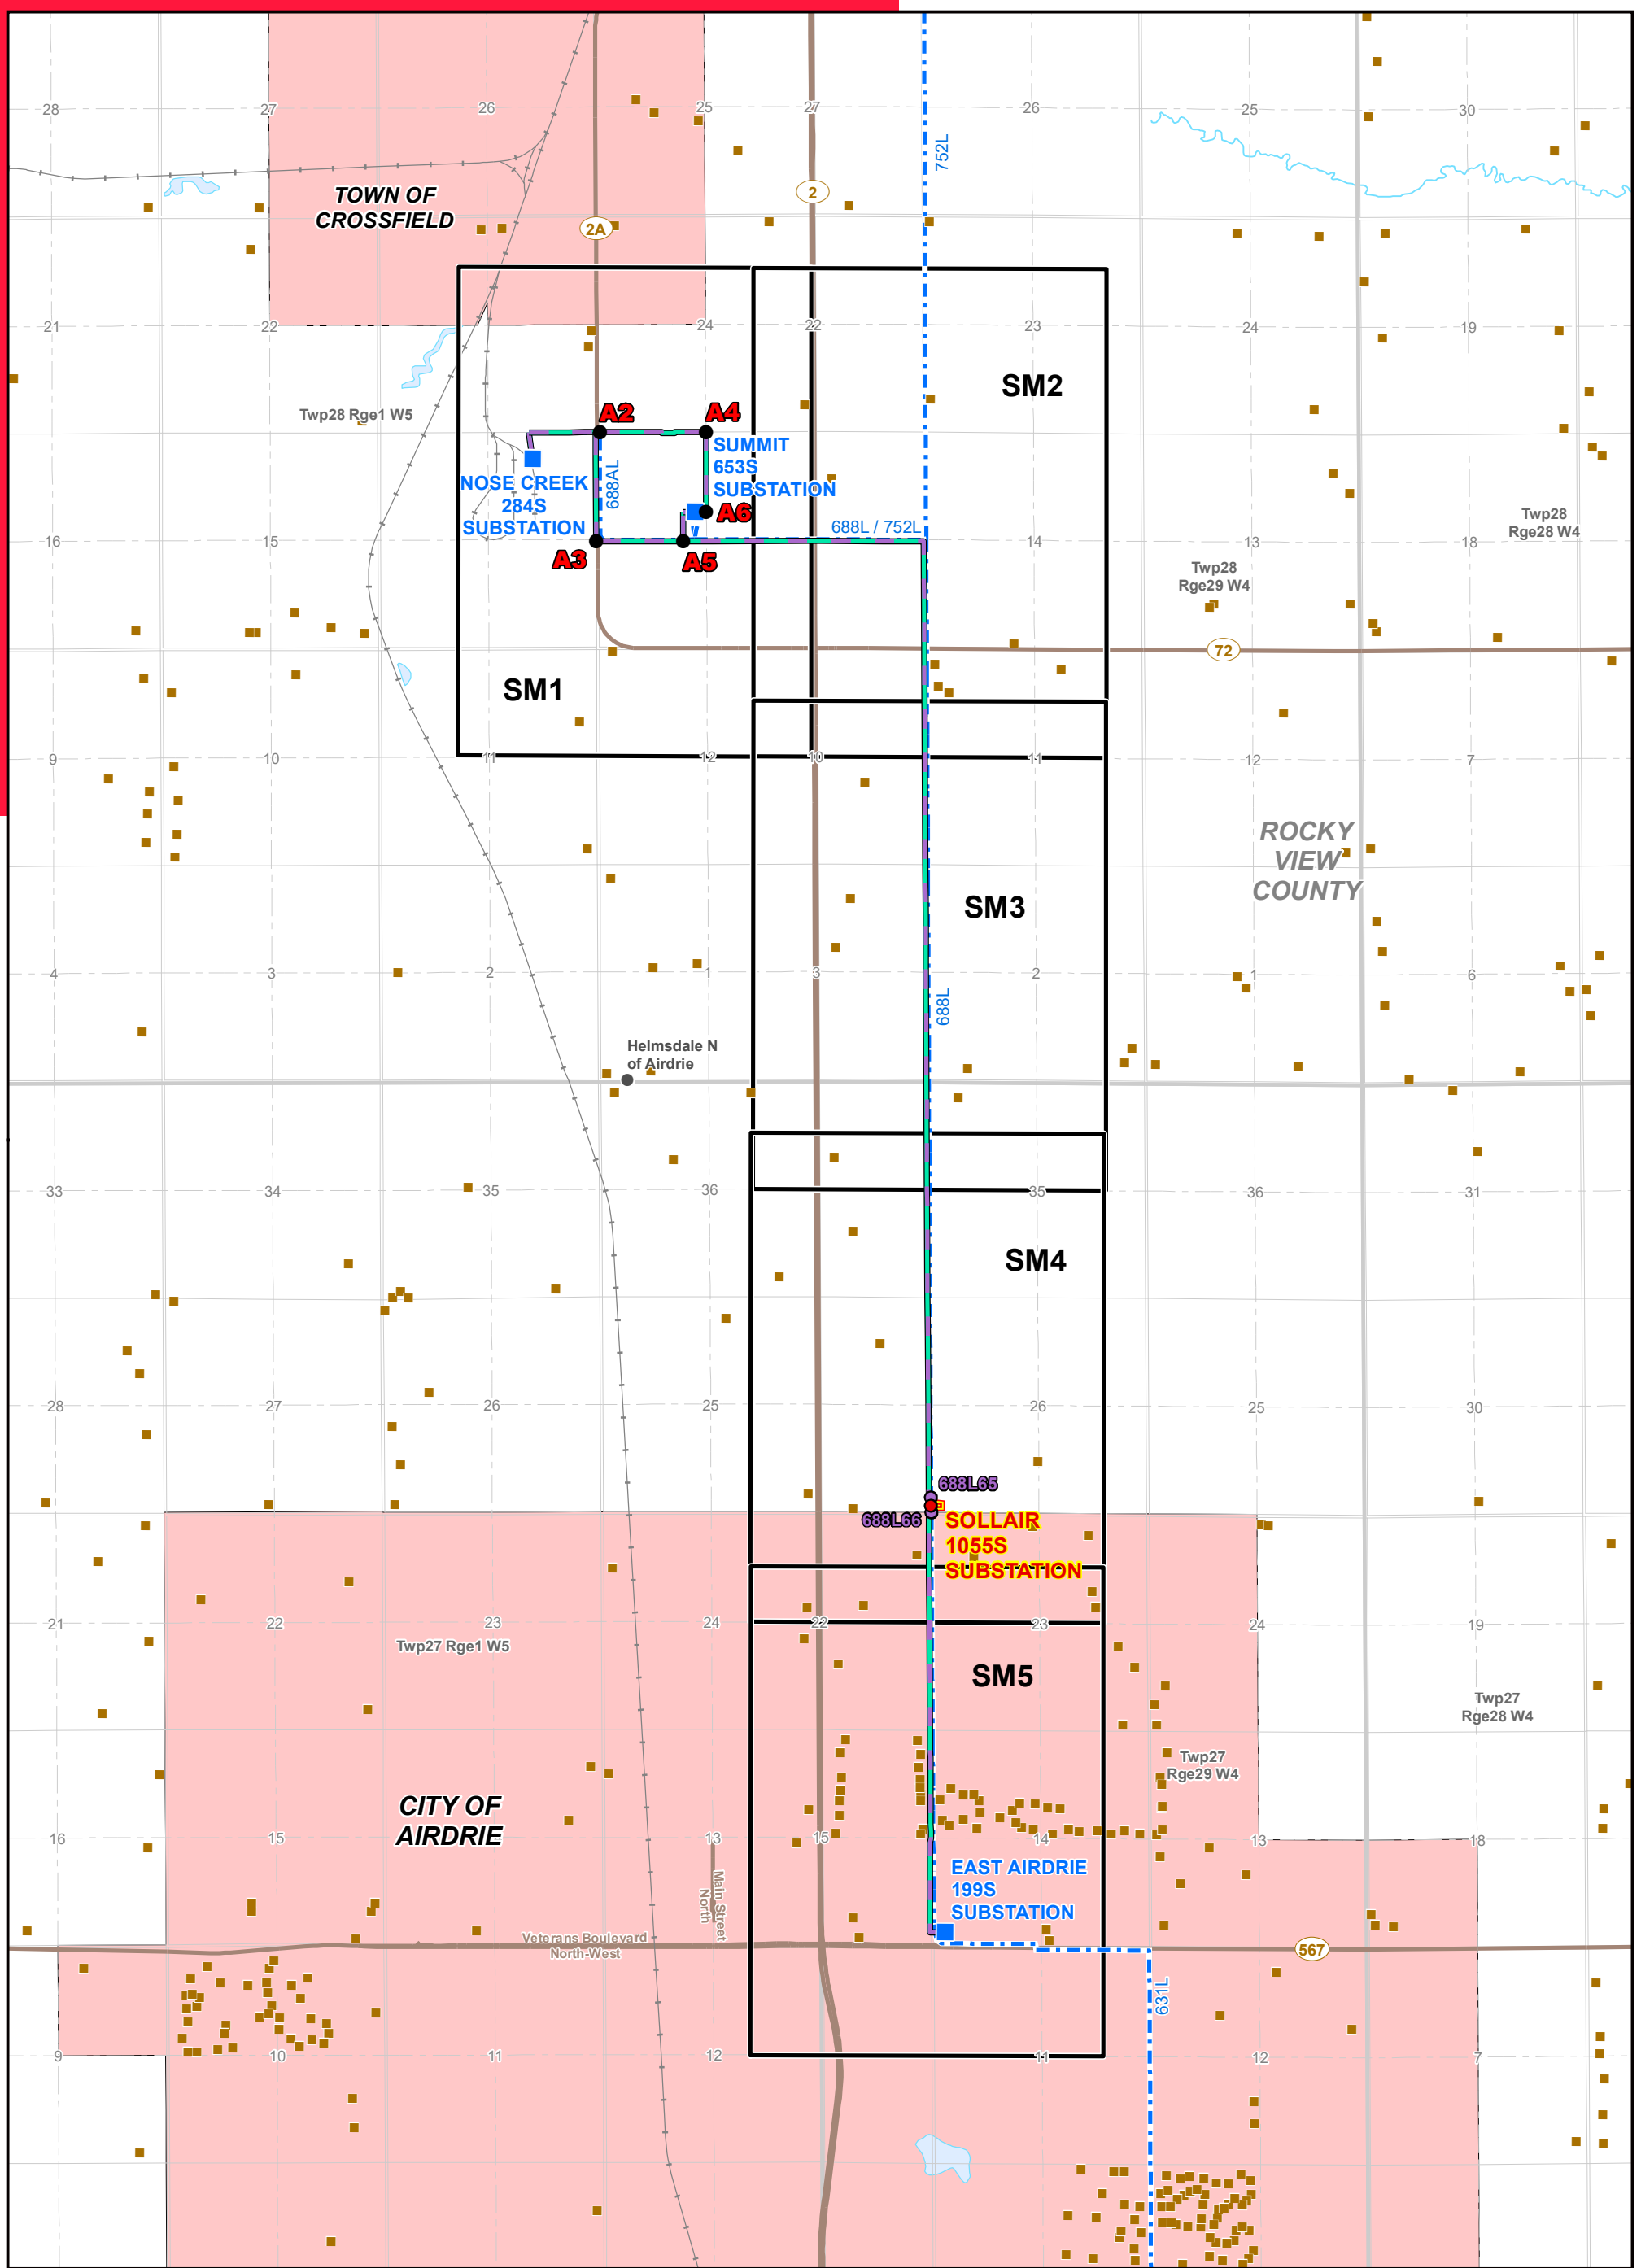 28
27
26
25
27
26
25
30
752L
TOWN OF
CROSSFIELD
2
2A
21
22
24
22
23
24
19
SM2
Twp28 Rge1 W5
A2
A4
SUMMIT
653S
SUBSTATION
NOSE CREEK
284S
SUBSTATION
688AL
A6
688L / 752L
A3
A5
16
15
14
13
18
Twp28
Rge28 W4
Twp28
Rge29 W4
72
SM1
9
10
11
12
10
11
12
7
ROCKY
VIEW
COUNTY
SM3
4
3
2
1
3
2
1
6
688L
Helmsdale N
of Airdrie
33
34
35
36
35
36
31
SM4
28
27
26
25
26
25
30
688L65
688L66
SOLLAIR
1055S
SUBSTATION
21
22
23
24
22
23
24
19
Twp27 Rge1 W5
SM5
Twp27
Rge28 W4
Twp27
Rge29 W4
CITY OF
AIRDRIE
16
15
13
15
14
13
18
EAST AIRDRIE
199S
SUBSTATION
Main Street
North
Veterans Boulevard
North-West
567
631L
9
10
11
12
11
12
7